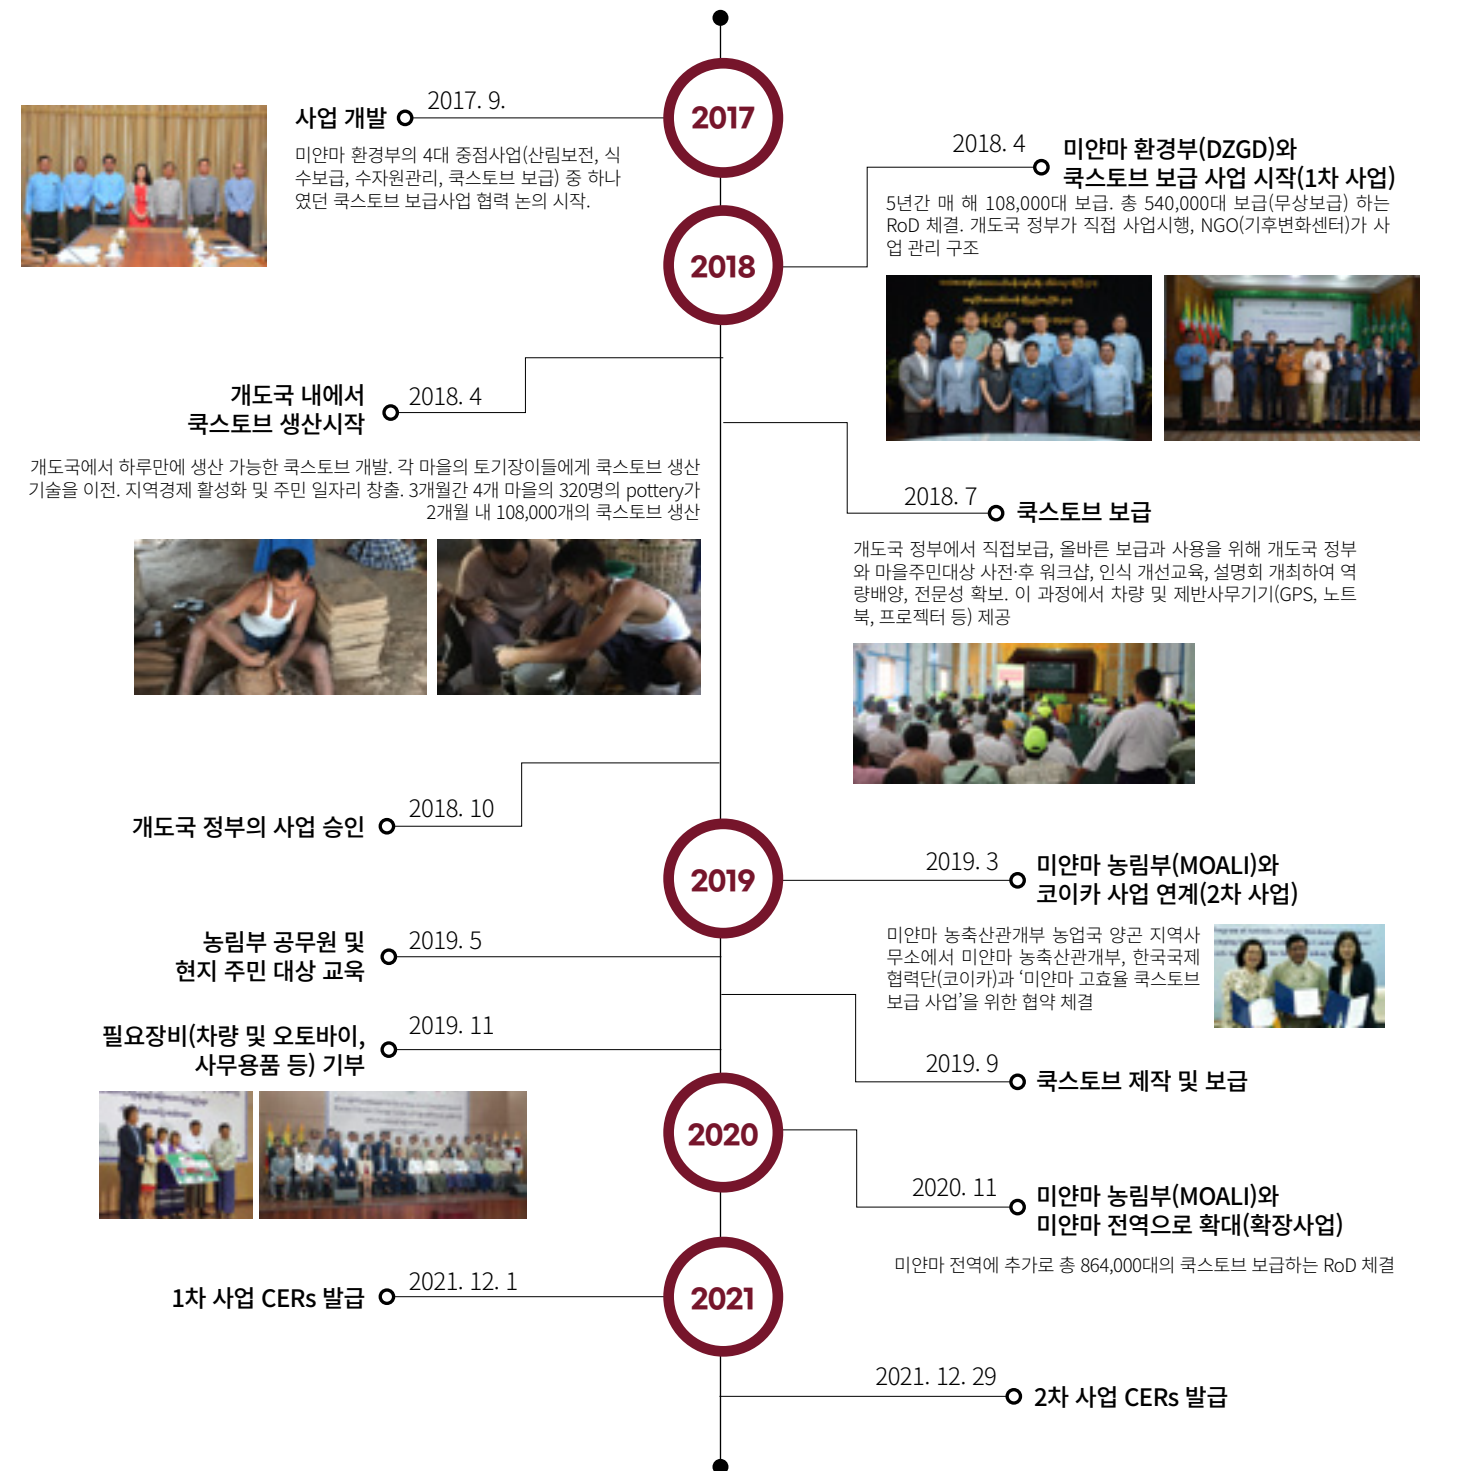 2017
2017. 9.
사업 개발
미얀마 환경부의 4대 중점사업(산림보전, 식
수보급, 수자원관리, 쿡스토브 보급) 중 하나
였던 쿡스토브 보급사업 협력 논의 시작.
2018
2018. 4
미얀마 환경부(DZGD)와
쿡스토브 보급 사업 시작(1차 사업)
5년간 매 해 108,000대 보급. 총 540,000대 보급(무상보급) 하는
RoD 체결. 개도국 정부가 직접 사업시행, NGO(기후변화센터)가 사
업 관리 구조
2018. 4
개도국 내에서
쿡스토브 생산시작
개도국에서 하루만에 생산 가능한 쿡스토브 개발. 각 마을의 토기장이들에게 쿡스토브 생산
기술을 이전. 지역경제 활성화 및 주민 일자리 창출. 3개월간 4개 마을의 320명의 pottery가
2개월 내 108,000개의 쿡스토브 생산
2018. 7
쿡스토브 보급
개도국 정부에서 직접보급, 올바른 보급과 사용을 위해 개도국 정부
와 마을주민대상 사전·후 워크샵, 인식 개선교육, 설명회 개최하여 역
량배양, 전문성 확보. 이 과정에서 차량 및 제반사무기기(GPS, 노트
북, 프로젝터 등) 제공
2018. 10
개도국 정부의 사업 승인
2019
2019. 3
미얀마 농림부(MOALI)와
코이카 사업 연계(2차 사업)
미얀마 농축산관개부 농업국 양곤 지역사
무소에서 미얀마 농축산관개부, 한국국제
협력단(코이카)과 ‘미얀마 고효율 쿡스토브
보급 사업’을 위한 협약 체결
2019. 5
농림부 공무원 및
현지 주민 대상 교육
2019. 9
쿡스토브 제작 및 보급
2019. 11
필요장비(차량 및 오토바이,
사무용품 등) 기부
2020
2020. 11
미얀마 농림부(MOALI)와
미얀마 전역으로 확대(확장사업)
미얀마 전역에 추가로 총 864,000대의 쿡스토브 보급하는 RoD 체결
2021
2021. 12. 1
1차 사업 CERs 발급
2021. 12. 29
2차 사업 CERs 발급